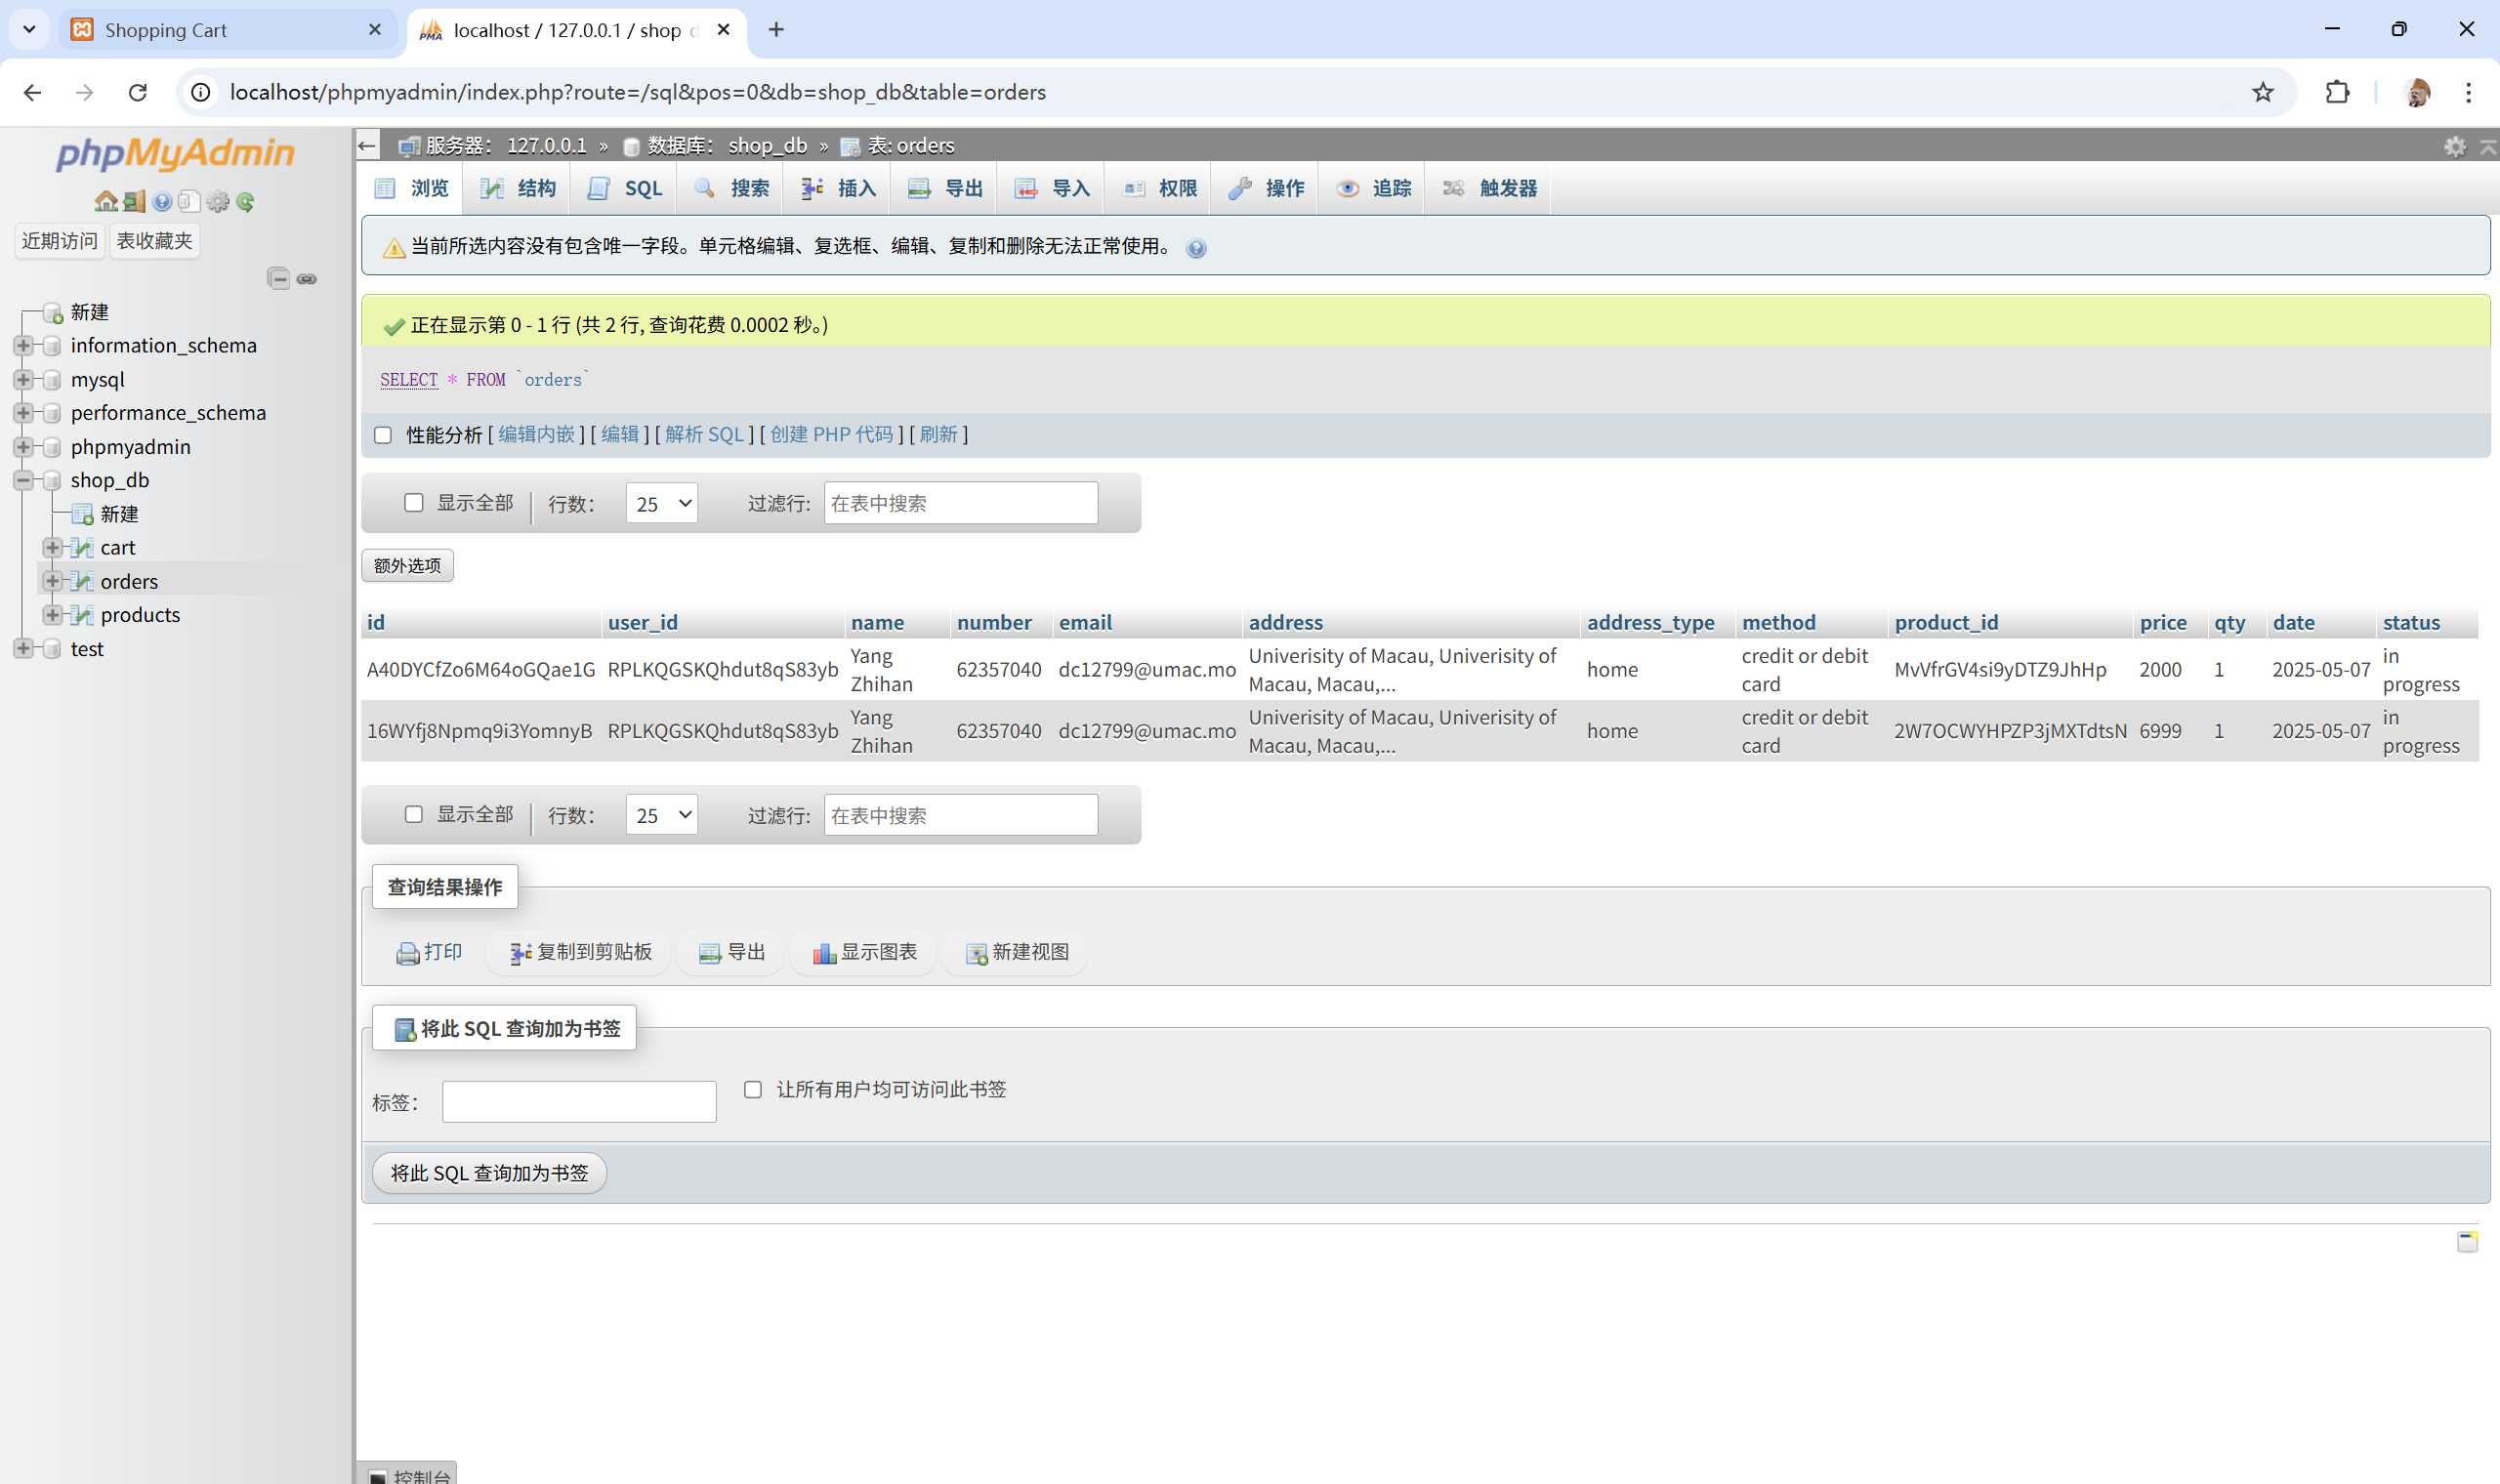 Shopping Cart
localhost / 127.0.0.1 / shop
localhost/phpmyadmin/index.php?route=/sql&pos=0&db=shop_db&table=orders
phpMyAdmin
近期访问 表收藏夹
新建
information_schema
mysql
performance_schema
phpmyadmin
shop_db
新建
cart
orders
products
test
服务器： 127.0.0.1 » 数据库： shop_db » 表: orders
浏览 结构 SQL 搜索 插入 导出 导入 权限 操作 追踪 触发器
当前所选内容没有包含唯一字段。单元格编辑、复选框、编辑、复制和删除无法正常使用。
正在显示第 0 - 1 行 (共 2 行, 查询花费 0.0002 秒。)
SELECT * FROM `orders`
性能分析 [ 编辑内嵌 ] [ 编辑 ] [ 解析 SQL ] [ 创建 PHP 代码 ] [ 刷新 ]
显示全部 | 行数： 25 过滤行: 在表中搜索
额外选项
id user_id name number email address address_type method product_id price qty date status
A40DYCfZo6M64oGQae1G RPLKQGSKQhdut8qS83yb Yang Zhihan 62357040 dc12799@umac.mo Univerisity of Macau, Univerisity of Macau, Macau,... home credit or debit card MvVfrGV4si9yDTZ9JhHp 2000 1 2025-05-07 in progress
16WYfj8Npmq9i3YomnyB RPLKQGSKQhdut8qS83yb Yang Zhihan 62357040 dc12799@umac.mo Univerisity of Macau, Univerisity of Macau, Macau,... home credit or debit card 2W7OCWYHPZP3jMXTdtsN 6999 1 2025-05-07 in progress
显示全部 | 行数： 25 过滤行: 在表中搜索
查询结果操作
打印 复制到剪贴板 导出 显示图表 新建视图
将此 SQL 查询加为书签
标签： 让所有用户均可访问此书签
将此 SQL 查询加为书签
控制台